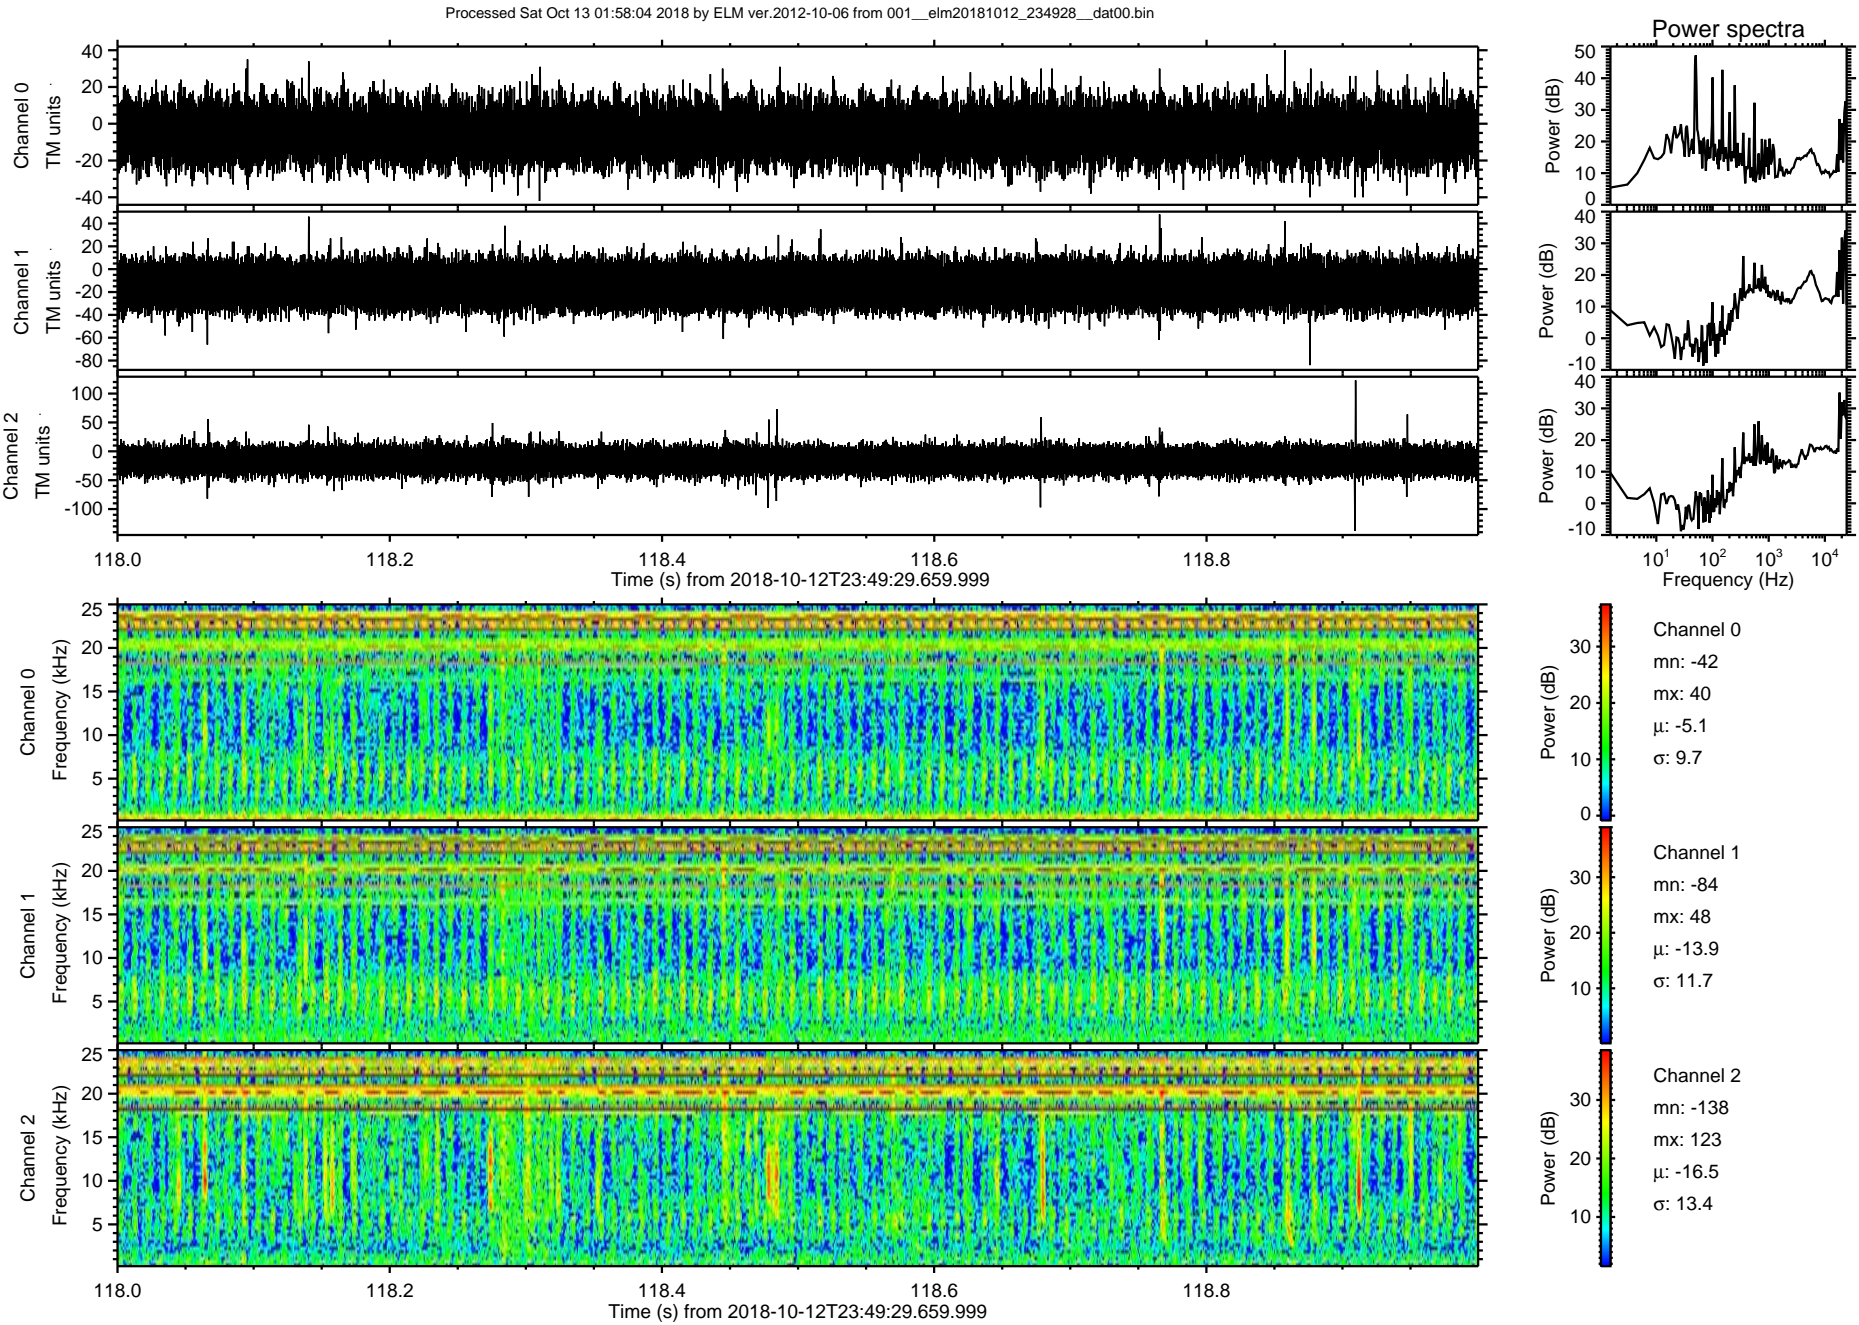 Processed Sat Oct 13 01:58:04 2018 by ELM ver.2012-10-06 from 001__elm20181012_234928__dat00.bin
Power spectra
Channel 0
TM units
40
20
0
-20
-40
Power (dB)
50
40
30
20
10
0
Channel 1
TM units
40
20
0
-20
-40
-60
-80
Power (dB)
40
30
20
10
0
-10
Channel 2
TM units
100
50
0
-50
-100
Power (dB)
40
30
20
10
0
-10
118.0 118.2 118.4 118.6 118.8
Time (s) from 2018-10-12T23:49:29.659.999
10¹ 10² 10³ 10⁴
Frequency (Hz)
Channel 0
Frequency (kHz)
25
20
15
10
5
Power (dB)
30
20
10
0
Channel 0
mn: -42
mx: 40
µ: -5.1
σ: 9.7
Channel 1
Frequency (kHz)
25
20
15
10
5
Power (dB)
30
20
10
Channel 1
mn: -84
mx: 48
µ: -13.9
σ: 11.7
Channel 2
Frequency (kHz)
25
20
15
10
5
Power (dB)
30
20
10
Channel 2
mn: -138
mx: 123
µ: -16.5
σ: 13.4
118.0 118.2 118.4 118.6 118.8
Time (s) from 2018-10-12T23:49:29.659.999